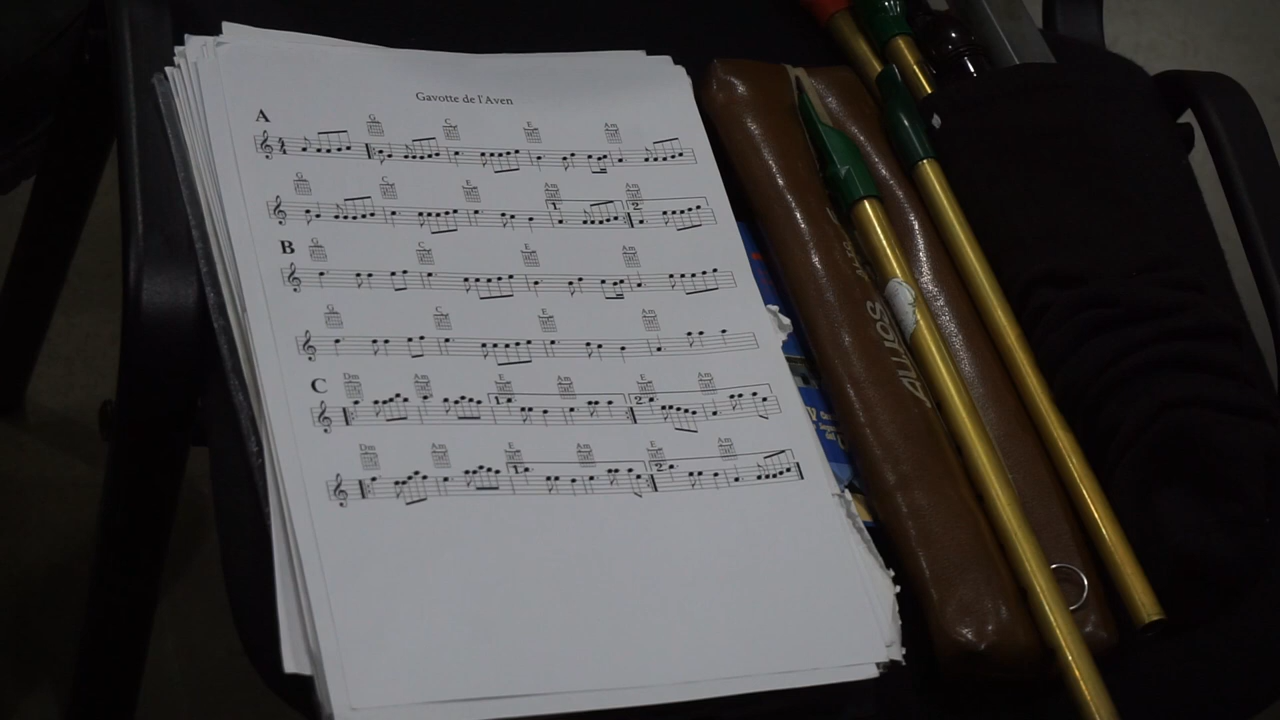 Gavotte de l'Aven
A
G C E Am
G C E Am Am
1. 2.
B
G C E Am
G C E Am
C
Dm Am E Am E Am
1. 2.
Dm Am E Am E Am
1. 2.
AULOS